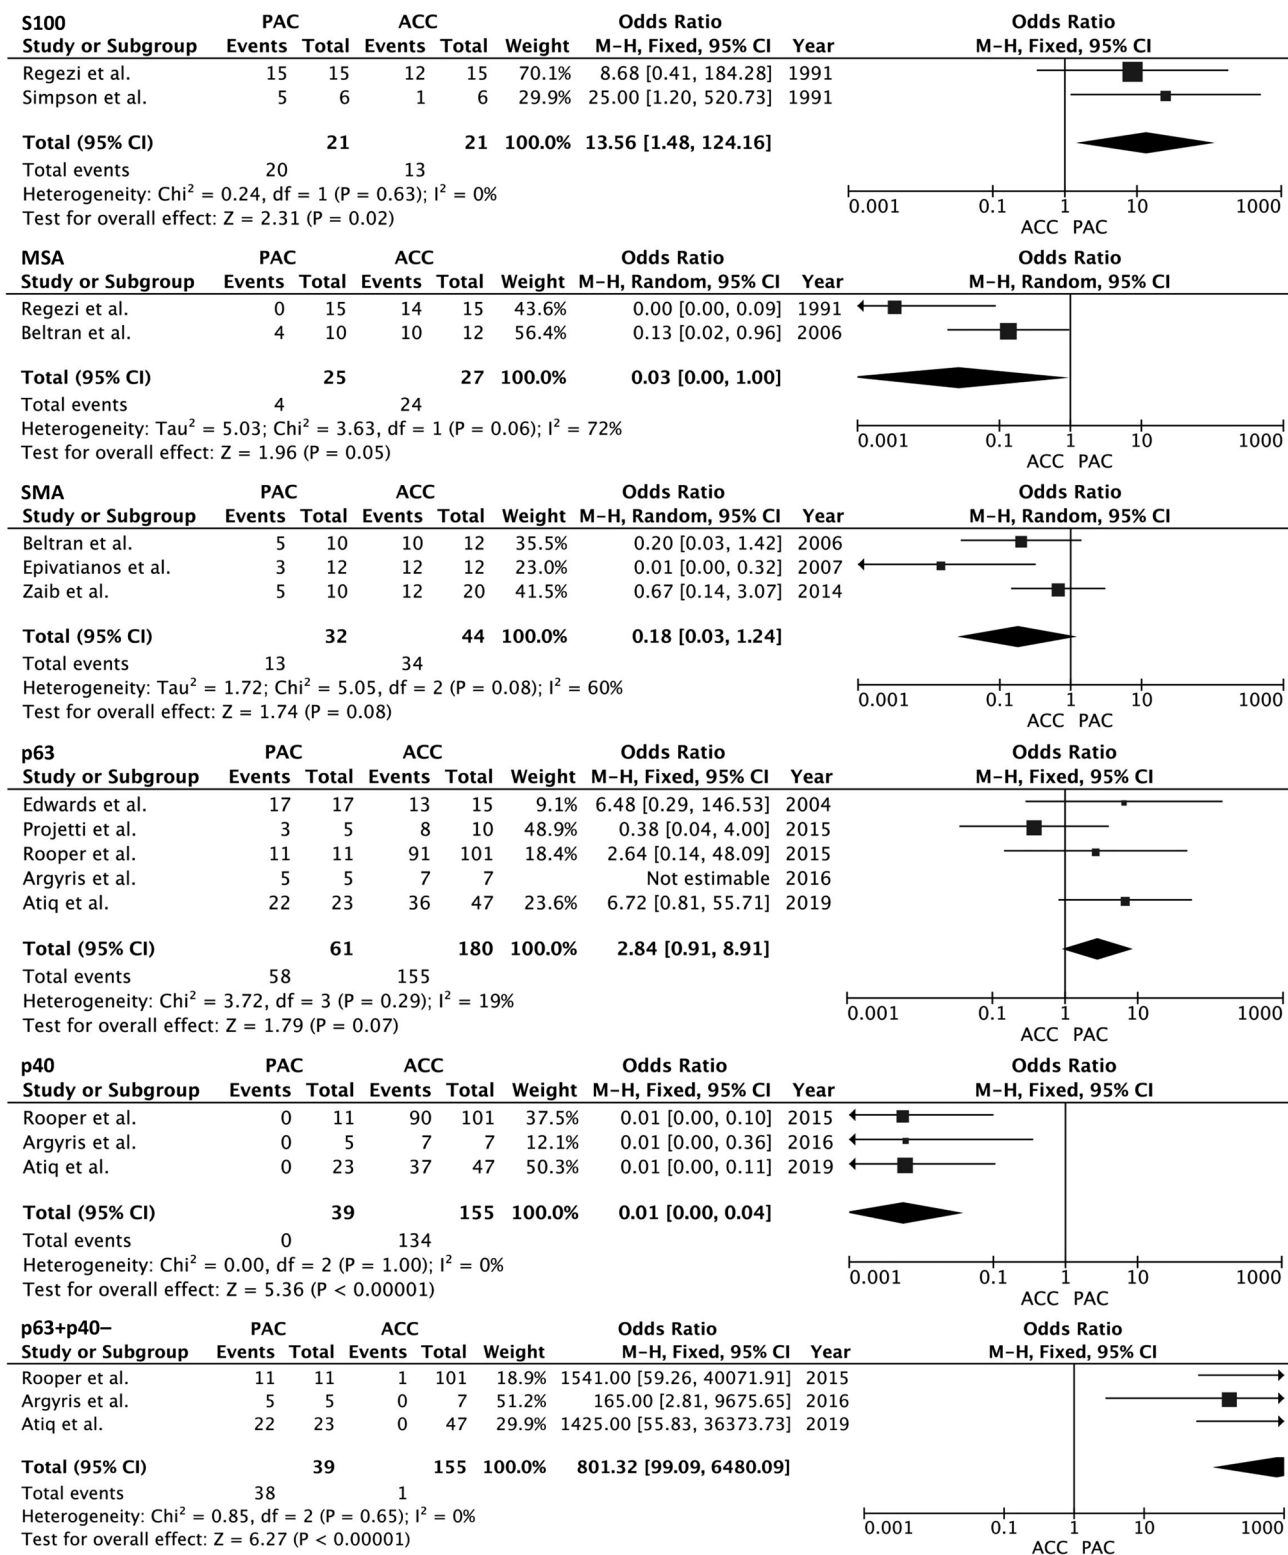 S100 PAC ACC Odds Ratio Odds Ratio
Study or Subgroup Events Total Events Total Weight M-H, Fixed, 95% CI Year M-H, Fixed, 95% CI
Regezi et al. 15 15 12 15 70.1% 8.68 [0.41, 184.28] 1991
Simpson et al. 5 6 1 6 29.9% 25.00 [1.20, 520.73] 1991
Total (95% CI) 21 21 100.0% 13.56 [1.48, 124.16]
Total events 20 13
Heterogeneity: Chi² = 0.24, df = 1 (P = 0.63); I² = 0%
Test for overall effect: Z = 2.31 (P = 0.02)
0.001 0.1 1 10 1000
ACC PAC
MSA PAC ACC Odds Ratio Odds Ratio
Study or Subgroup Events Total Events Total Weight M-H, Random, 95% CI Year M-H, Random, 95% CI
Regezi et al. 0 15 14 15 43.6% 0.00 [0.00, 0.09] 1991
Beltran et al. 4 10 10 12 56.4% 0.13 [0.02, 0.96] 2006
Total (95% CI) 25 27 100.0% 0.03 [0.00, 1.00]
Total events 4 24
Heterogeneity: Tau² = 5.03; Chi² = 3.63, df = 1 (P = 0.06); I² = 72%
Test for overall effect: Z = 1.96 (P = 0.05)
0.001 0.1 1 10 1000
ACC PAC
SMA PAC ACC Odds Ratio Odds Ratio
Study or Subgroup Events Total Events Total Weight M-H, Random, 95% CI Year M-H, Random, 95% CI
Beltran et al. 5 10 10 12 35.5% 0.20 [0.03, 1.42] 2006
Epivatianos et al. 3 12 12 12 23.0% 0.01 [0.00, 0.32] 2007
Zaib et al. 5 10 12 20 41.5% 0.67 [0.14, 3.07] 2014
Total (95% CI) 32 44 100.0% 0.18 [0.03, 1.24]
Total events 13 34
Heterogeneity: Tau² = 1.72; Chi² = 5.05, df = 2 (P = 0.08); I² = 60%
Test for overall effect: Z = 1.74 (P = 0.08)
0.001 0.1 1 10 1000
ACC PAC
p63 PAC ACC Odds Ratio Odds Ratio
Study or Subgroup Events Total Events Total Weight M-H, Fixed, 95% CI Year M-H, Fixed, 95% CI
Edwards et al. 17 17 13 15 9.1% 6.48 [0.29, 146.53] 2004
Projetti et al. 3 5 8 10 48.9% 0.38 [0.04, 4.00] 2015
Rooper et al. 11 11 91 101 18.4% 2.64 [0.14, 48.09] 2015
Argyris et al. 5 5 7 7 Not estimable 2016
Atiq et al. 22 23 36 47 23.6% 6.72 [0.81, 55.71] 2019
Total (95% CI) 61 180 100.0% 2.84 [0.91, 8.91]
Total events 58 155
Heterogeneity: Chi² = 3.72, df = 3 (P = 0.29); I² = 19%
Test for overall effect: Z = 1.79 (P = 0.07)
0.001 0.1 1 10 1000
ACC PAC
p40 PAC ACC Odds Ratio Odds Ratio
Study or Subgroup Events Total Events Total Weight M-H, Fixed, 95% CI Year M-H, Fixed, 95% CI
Rooper et al. 0 11 90 101 37.5% 0.01 [0.00, 0.10] 2015
Argyris et al. 0 5 7 7 12.1% 0.01 [0.00, 0.36] 2016
Atiq et al. 0 23 37 47 50.3% 0.01 [0.00, 0.11] 2019
Total (95% CI) 39 155 100.0% 0.01 [0.00, 0.04]
Total events 0 134
Heterogeneity: Chi² = 0.00, df = 2 (P = 1.00); I² = 0%
Test for overall effect: Z = 5.36 (P < 0.00001)
0.001 0.1 1 10 1000
ACC PAC
p63+p40− PAC ACC Odds Ratio Odds Ratio
Study or Subgroup Events Total Events Total Weight M-H, Fixed, 95% CI Year M-H, Fixed, 95% CI
Rooper et al. 11 11 1 101 18.9% 1541.00 [59.26, 40071.91] 2015
Argyris et al. 5 5 0 7 51.2% 165.00 [2.81, 9675.65] 2016
Atiq et al. 22 23 0 47 29.9% 1425.00 [55.83, 36373.73] 2019
Total (95% CI) 39 155 100.0% 801.32 [99.09, 6480.09]
Total events 38 1
Heterogeneity: Chi² = 0.85, df = 2 (P = 0.65); I² = 0%
Test for overall effect: Z = 6.27 (P < 0.00001)
0.001 0.1 1 10 1000
ACC PAC